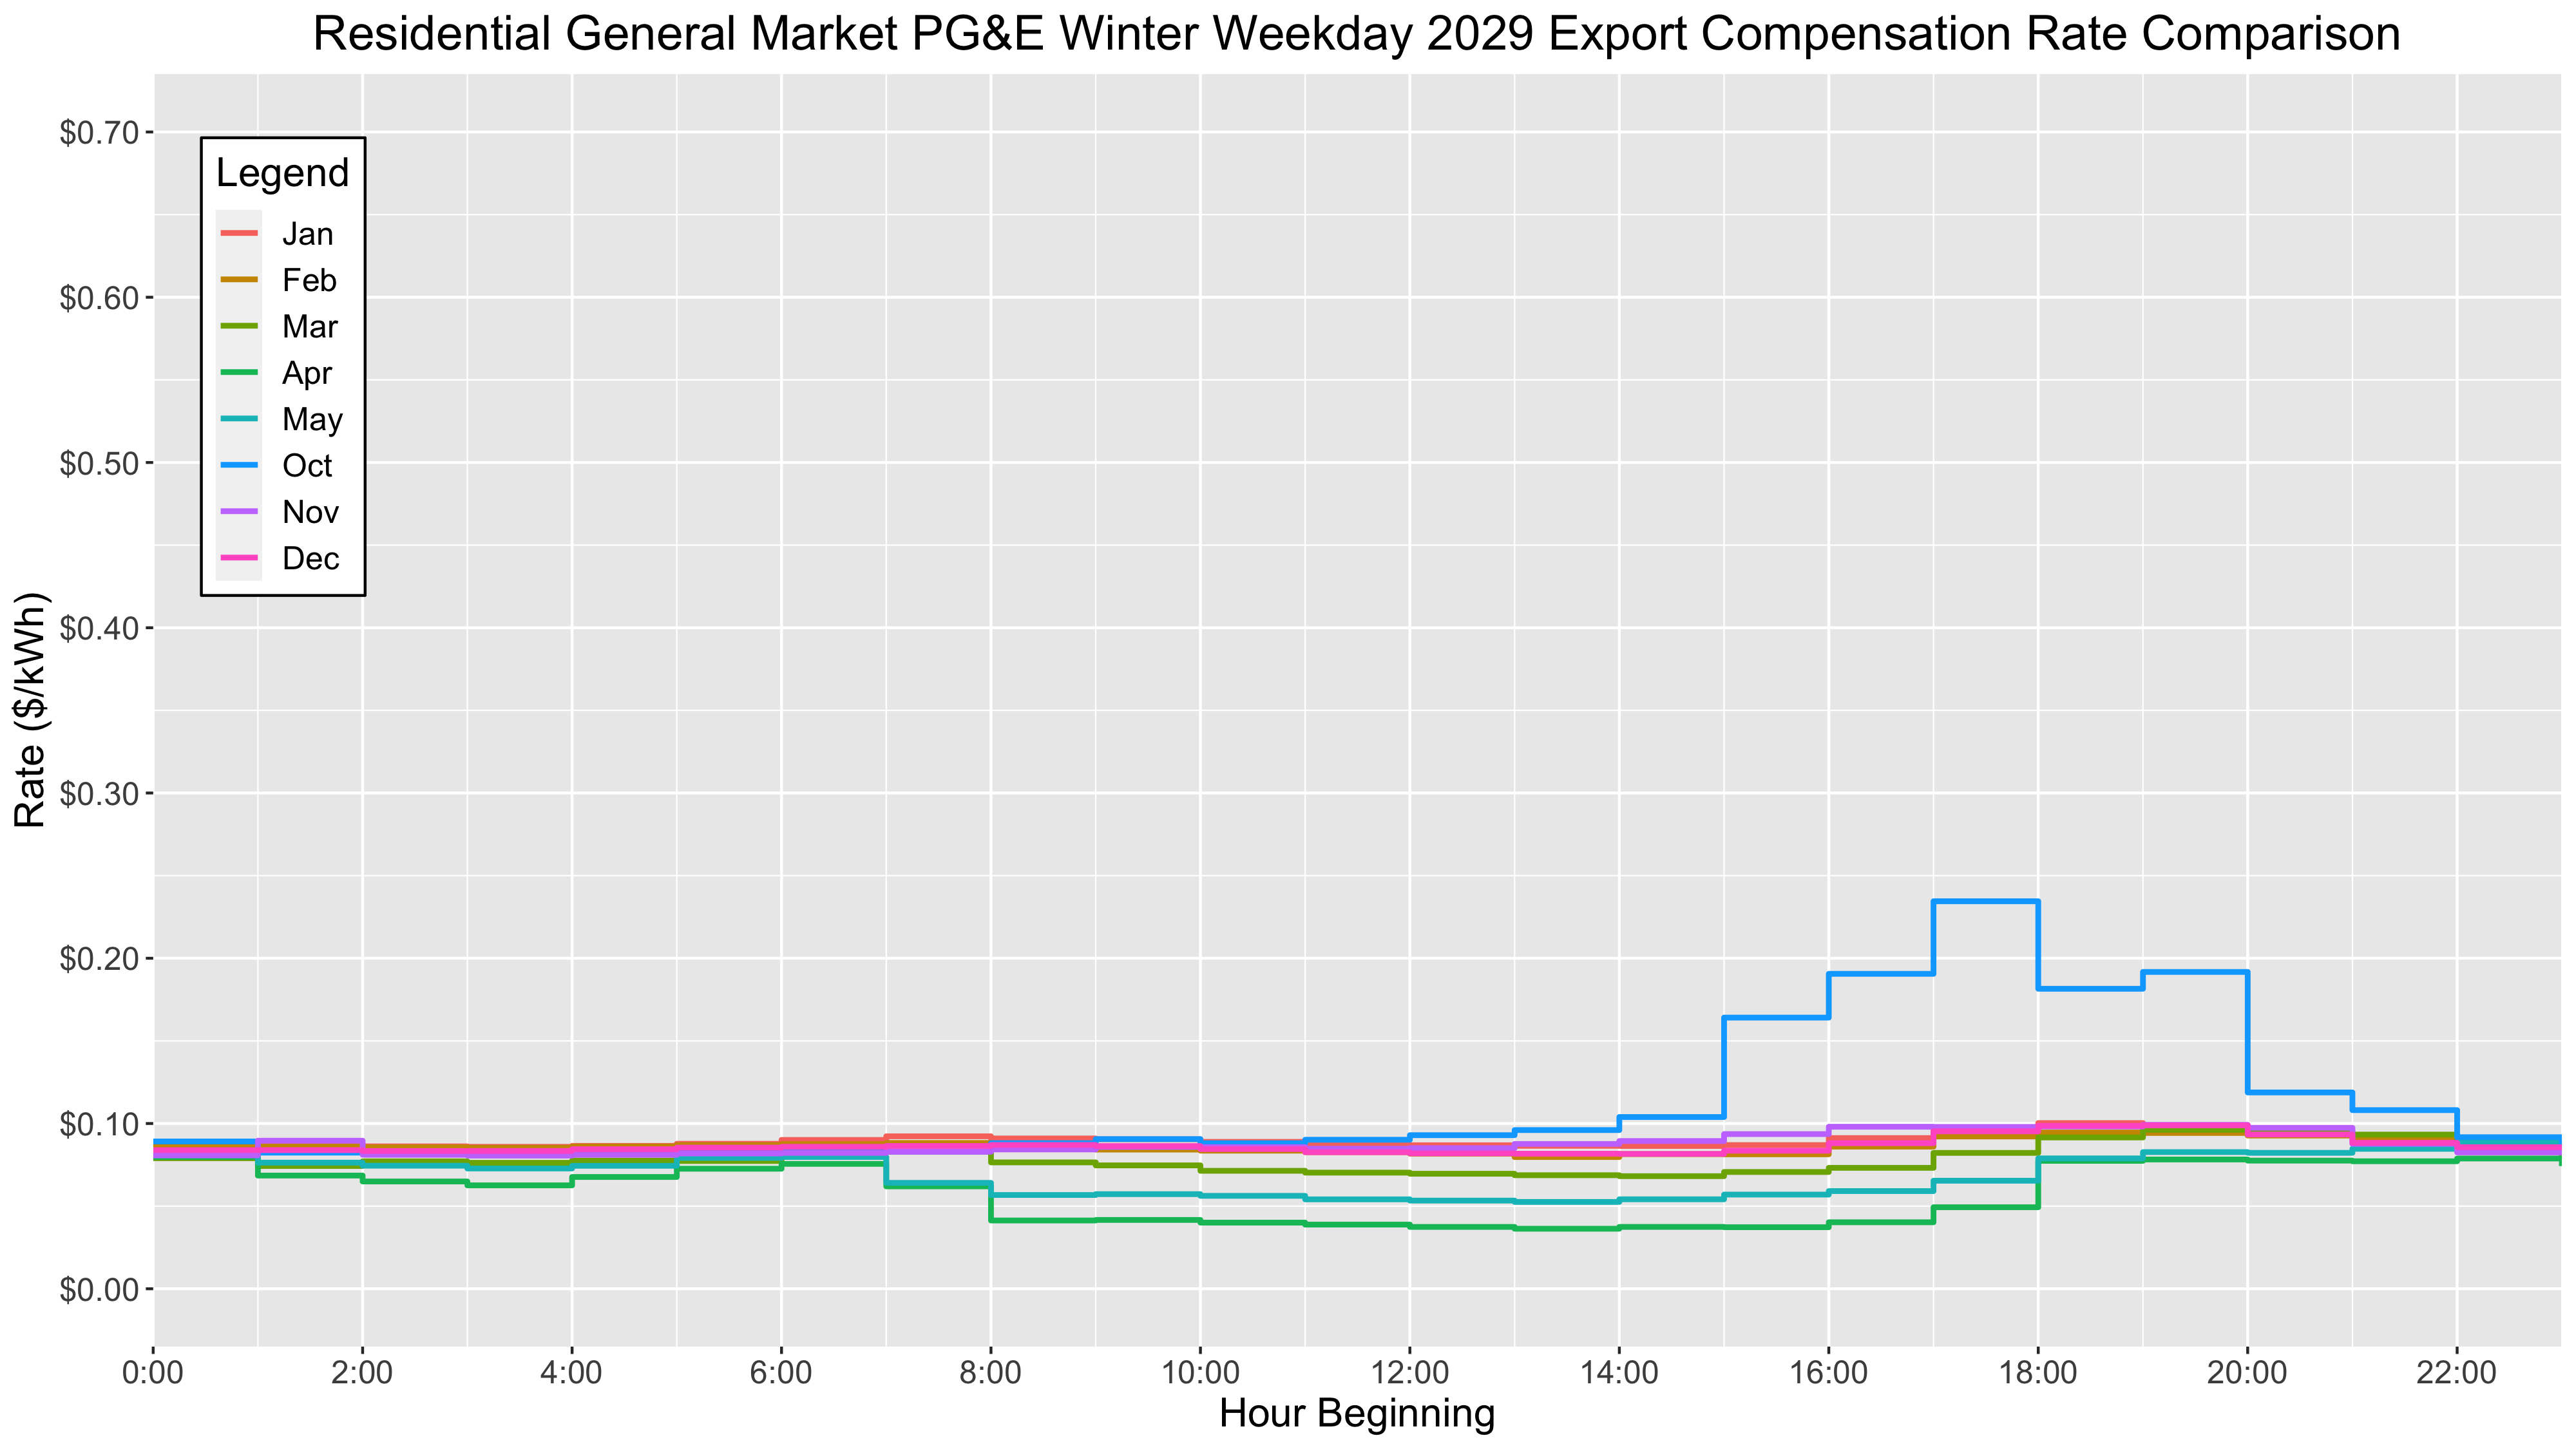 Residential General Market PG&E Winter Weekday 2029 Export Compensation Rate Comparison
$0.70
$0.60
$0.50
$0.40
$0.30
$0.20
$0.10
$0.00
Rate ($/kWh)
Legend
Jan
Feb
Mar
Apr
May
Oct
Nov
Dec
0:00 2:00 4:00 6:00 8:00 10:00 12:00 14:00 16:00 18:00 20:00 22:00
Hour Beginning